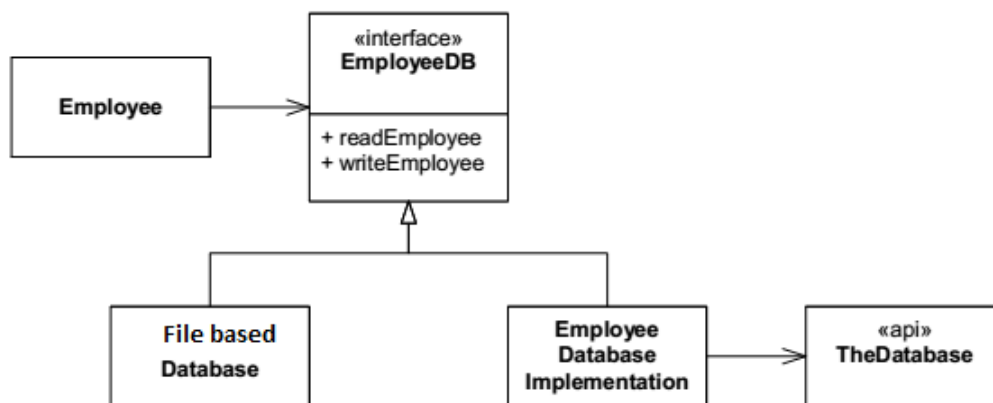 «interface»
EmployeeDB
Employee
+ readEmployee
+ writeEmployee
File based
Database
Employee
Database
Implementation
«api»
TheDatabase